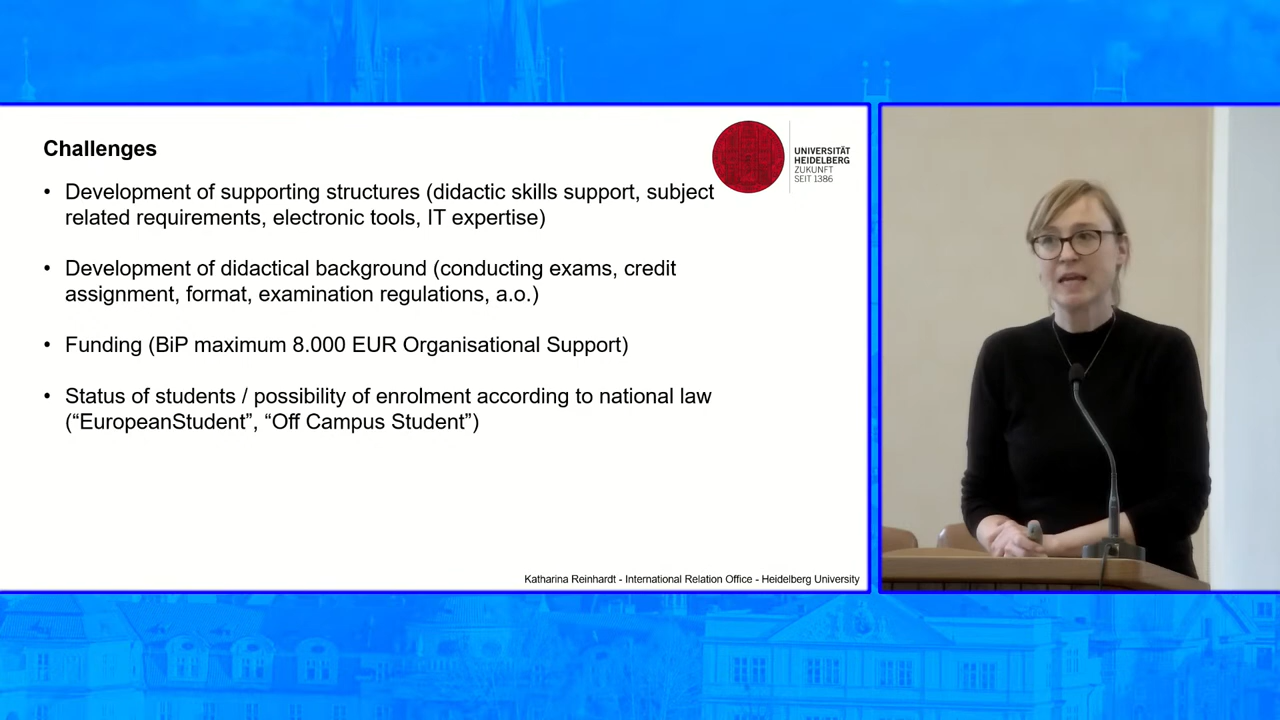 Challenges
UNIVERSITÄT
HEIDELBERG
ZUKUNFT
SEIT 1386
• Development of supporting structures (didactic skills support, subject
related requirements, electronic tools, IT expertise)
• Development of didactical background (conducting exams, credit
assignment, format, examination regulations, a.o.)
• Funding (BiP maximum 8.000 EUR Organisational Support)
• Status of students / possibility of enrolment according to national law
(“EuropeanStudent”, “Off Campus Student”)
Katharina Reinhardt - International Relation Office - Heidelberg University